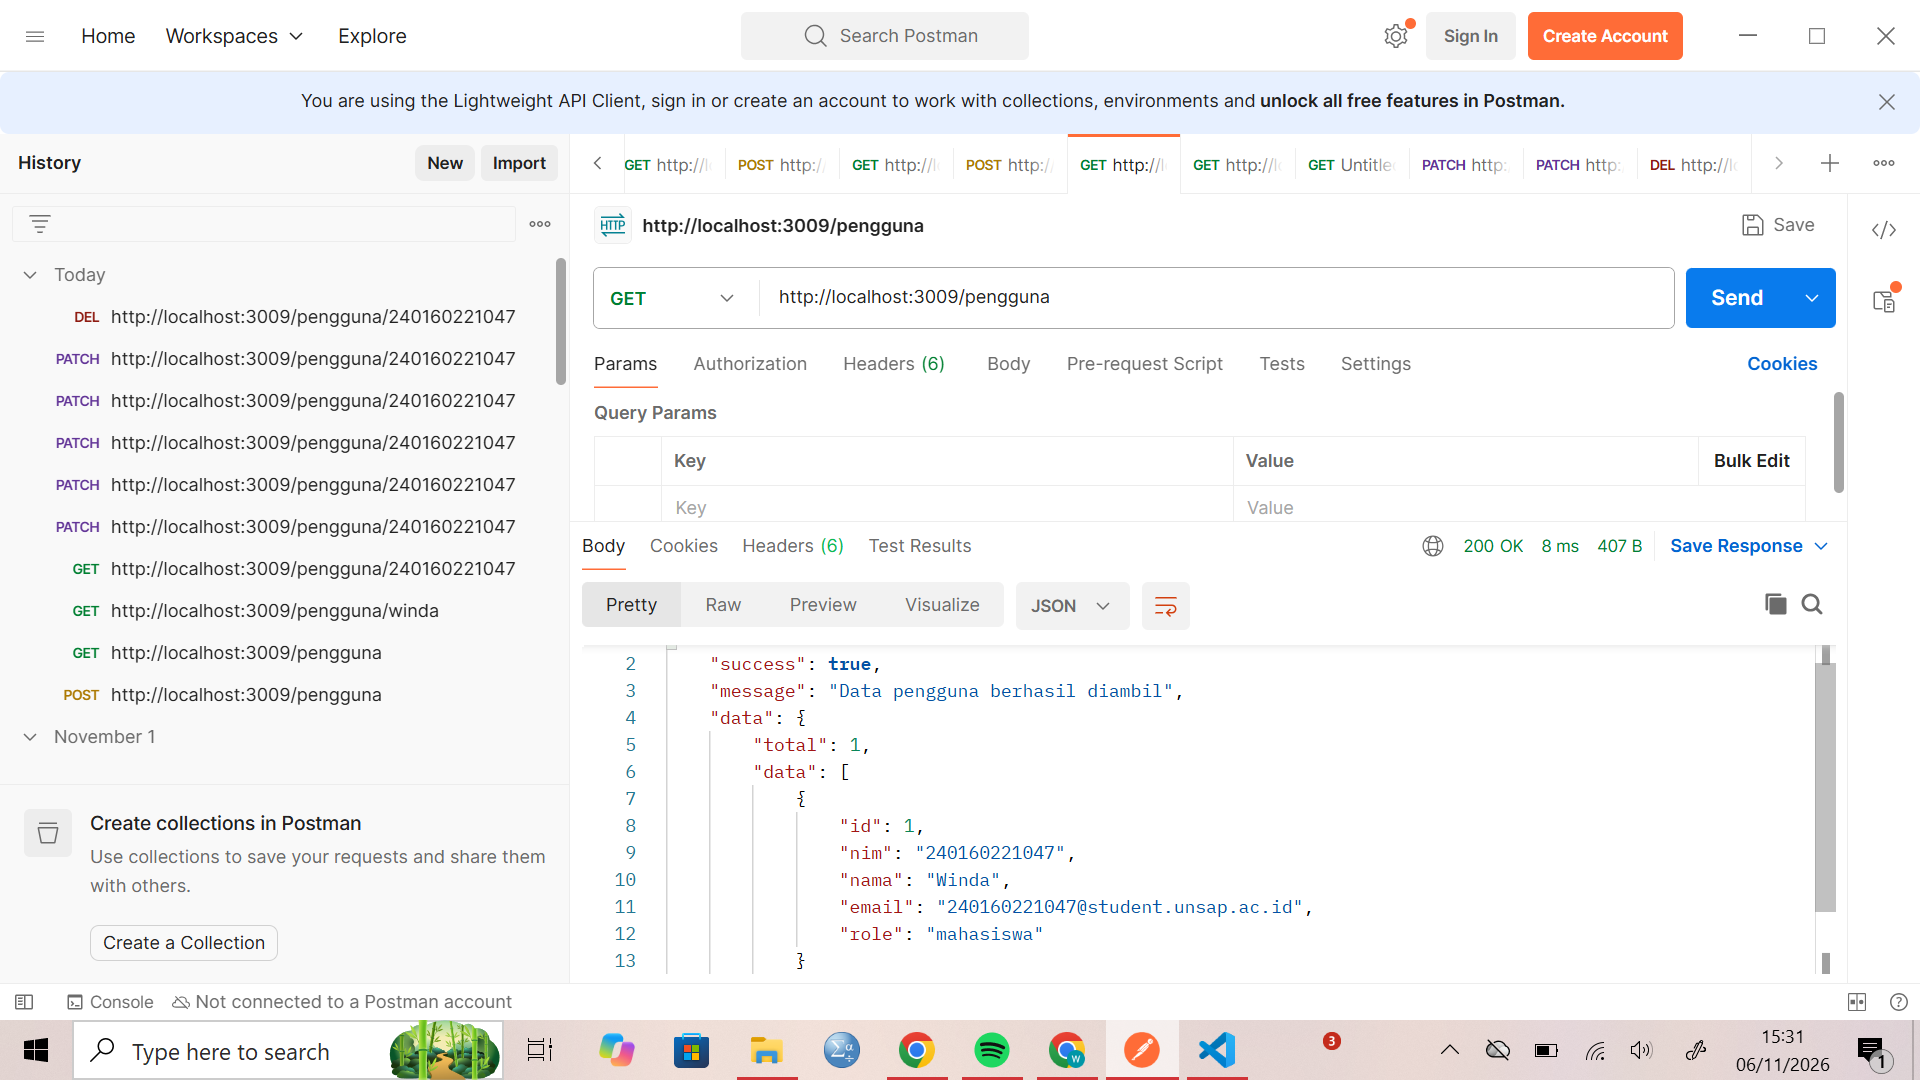 Home
Workspaces
Explore
Search Postman
Sign In
Create Account
You are using the Lightweight API Client, sign in or create an account to work with collections, environments and unlock all free features in Postman.
History
New
Import
GET http://l
POST http:/
GET http://l
POST http:/
GET http://l
GET http://l
GET Untitle
PATCH http:
PATCH http:
DEL http://l
HTTP
http://localhost:3009/pengguna
Save
GET
http://localhost:3009/pengguna
Send
Today
DEL http://localhost:3009/pengguna/240160221047
PATCH http://localhost:3009/pengguna/240160221047
PATCH http://localhost:3009/pengguna/240160221047
PATCH http://localhost:3009/pengguna/240160221047
PATCH http://localhost:3009/pengguna/240160221047
PATCH http://localhost:3009/pengguna/240160221047
GET http://localhost:3009/pengguna/240160221047
GET http://localhost:3009/pengguna/winda
GET http://localhost:3009/pengguna
POST http://localhost:3009/pengguna
November 1
Create collections in Postman
Use collections to save your requests and share them
with others.
Create a Collection
Params
Authorization
Headers (6)
Body
Pre-request Script
Tests
Settings
Cookies
Query Params
Key
Value
Bulk Edit
Key
Value
Body
Cookies
Headers (6)
Test Results
200 OK
8 ms
407 B
Save Response
Pretty
Raw
Preview
Visualize
JSON
2 "success": true,
3 "message": "Data pengguna berhasil diambil",
4 "data": {
5 "total": 1,
6 "data": [
7 {
8 "id": 1,
9 "nim": "240160221047",
10 "nama": "Winda",
11 "email": "240160221047@student.unsap.ac.id",
12 "role": "mahasiswa"
13 }
Console
Not connected to a Postman account
Type here to search
3
15:31
06/11/2026
1